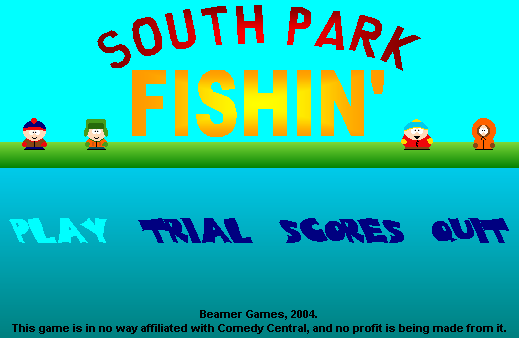 SOUTH PARK
FISHIN'
PLAY TRIAL SCORES QUIT
Beamer Games, 2004.
This game is in no way affiliated with Comedy Central, and no profit is being made from it.